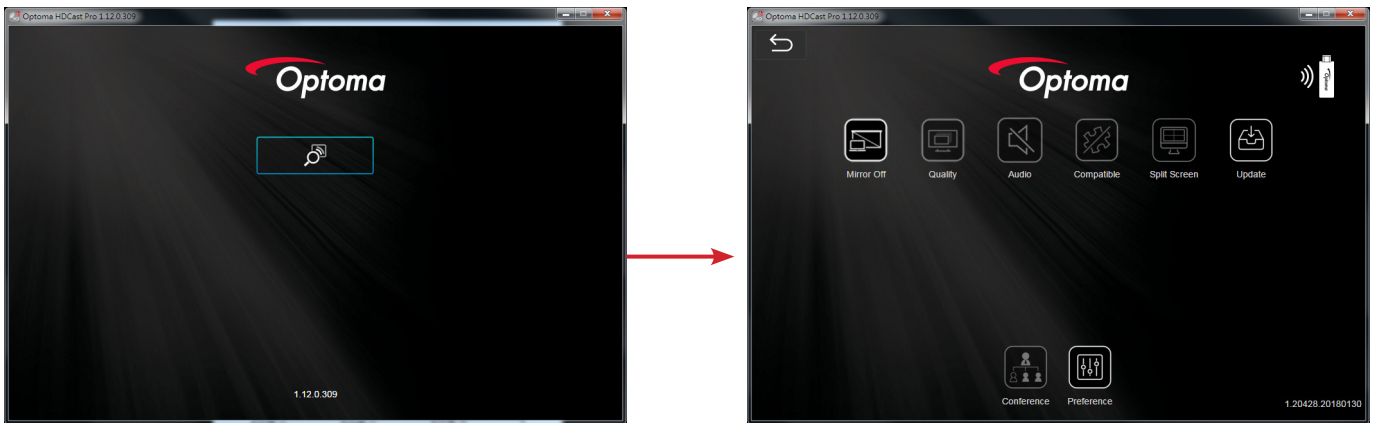 Optoma HDCast Pro 1.12.0.309
Optoma
1.12.0.309
Optoma HDCast Pro 1.12.0.309
Optoma
Optoma
Mirror Off
Quality
Audio
Compatible
Split Screen
Update
Conference
Preference
1.20428.20180130